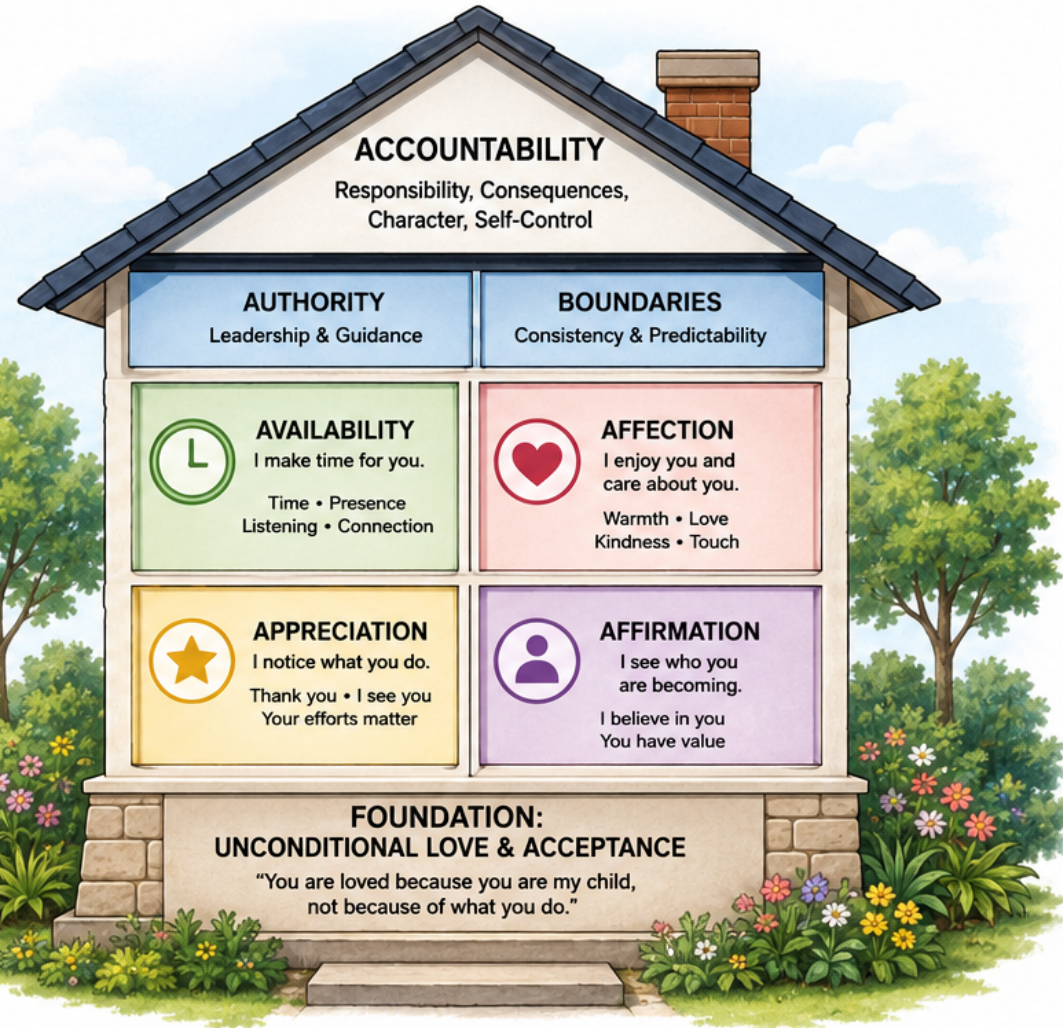 ACCOUNTABILITY
Responsibility, Consequences,
Character, Self-Control
AUTHORITY
Leadership & Guidance
BOUNDARIES
Consistency & Predictability
AVAILABILITY
I make time for you.
Time • Presence
Listening • Connection
AFFECTION
I enjoy you and
care about you.
Warmth • Love
Kindness • Touch
APPRECIATION
I notice what you do.
Thank you • I see you
Your efforts matter
AFFIRMATION
I see who you
are becoming.
I believe in you
You have value
FOUNDATION:
UNCONDITIONAL LOVE & ACCEPTANCE
“You are loved because you are my child,
not because of what you do.”